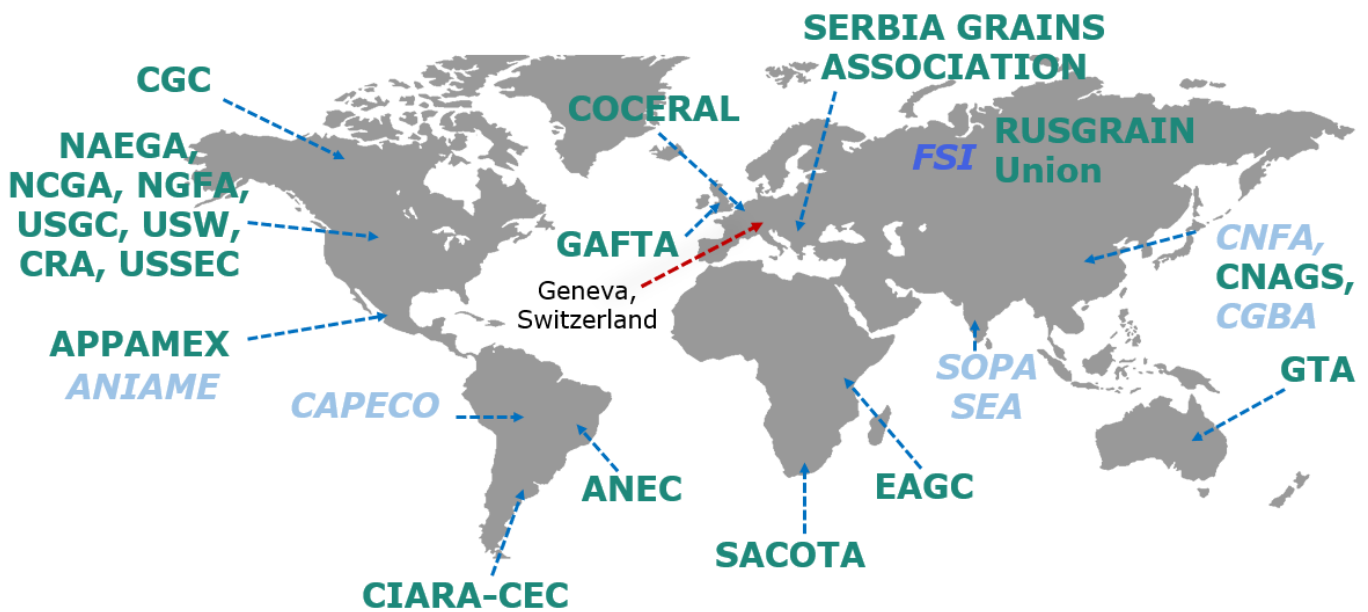 SERBIA GRAINS
ASSOCIATION
CGC
COCERAL
NAEGA,
NCGA, NGFA,
USGC, USW,
CRA, USSEC
FSI
RUSGRAIN
Union
GAFTA
Geneva,
Switzerland
CNFA,
CNAGS,
CGBA
APPAMEX
ANIAME
CAPECO
SOPA
SEA
GTA
ANEC
EAGC
SACOTA
CIARA-CEC